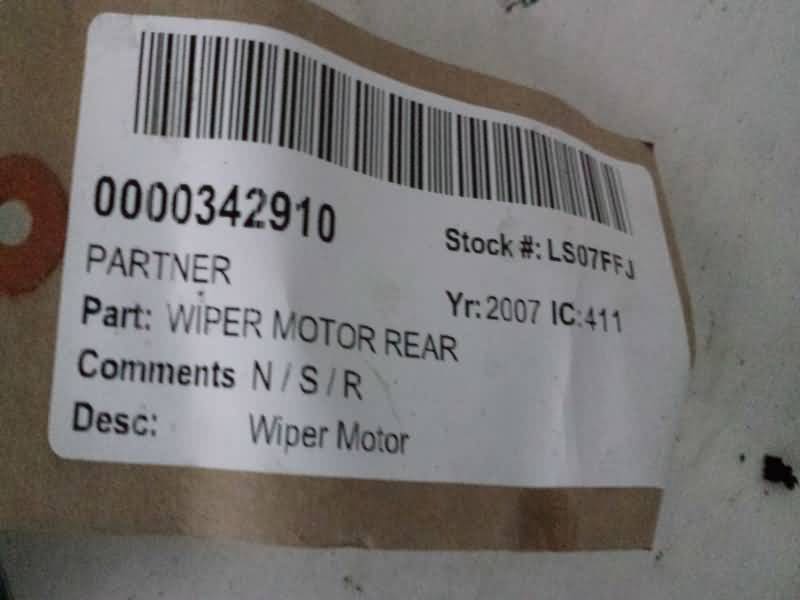 0000342910
Stock #: LS07FFJ
PARTNER
Yr: 2007 IC: 411
Part: WIPER MOTOR REAR
Comments N / S / R
Desc: Wiper Motor